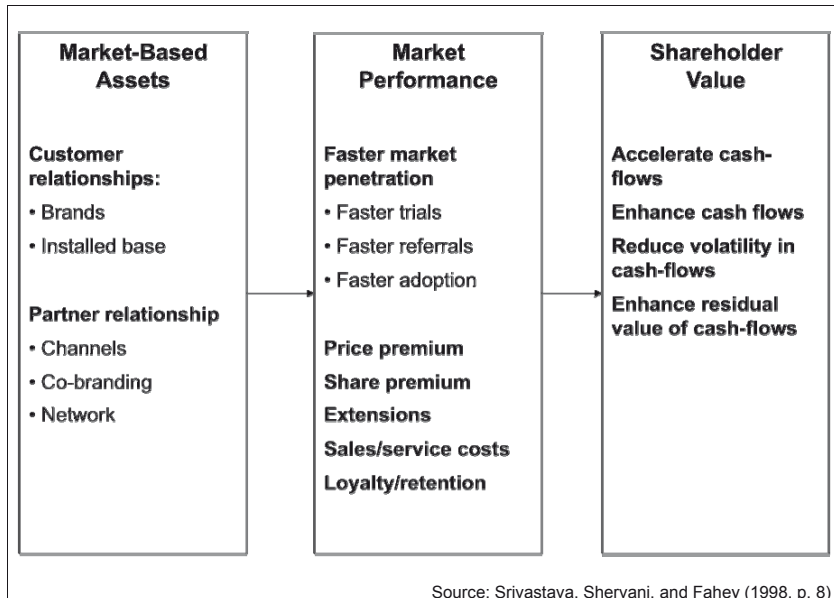 Market-Based
Assets
Customer
relationships:
• Brands
• Installed base
Partner relationship
• Channels
• Co-branding
• Network
Market
Performance
Faster market
penetration
• Faster trials
• Faster referrals
• Faster adoption
Price premium
Share premium
Extensions
Sales/service costs
Loyalty/retention
Shareholder
Value
Accelerate cash-
flows
Enhance cash flows
Reduce volatility in
cash-flows
Enhance residual
value of cash-flows
Source: Srivastava, Shervani, and Fahey (1998, p. 8)